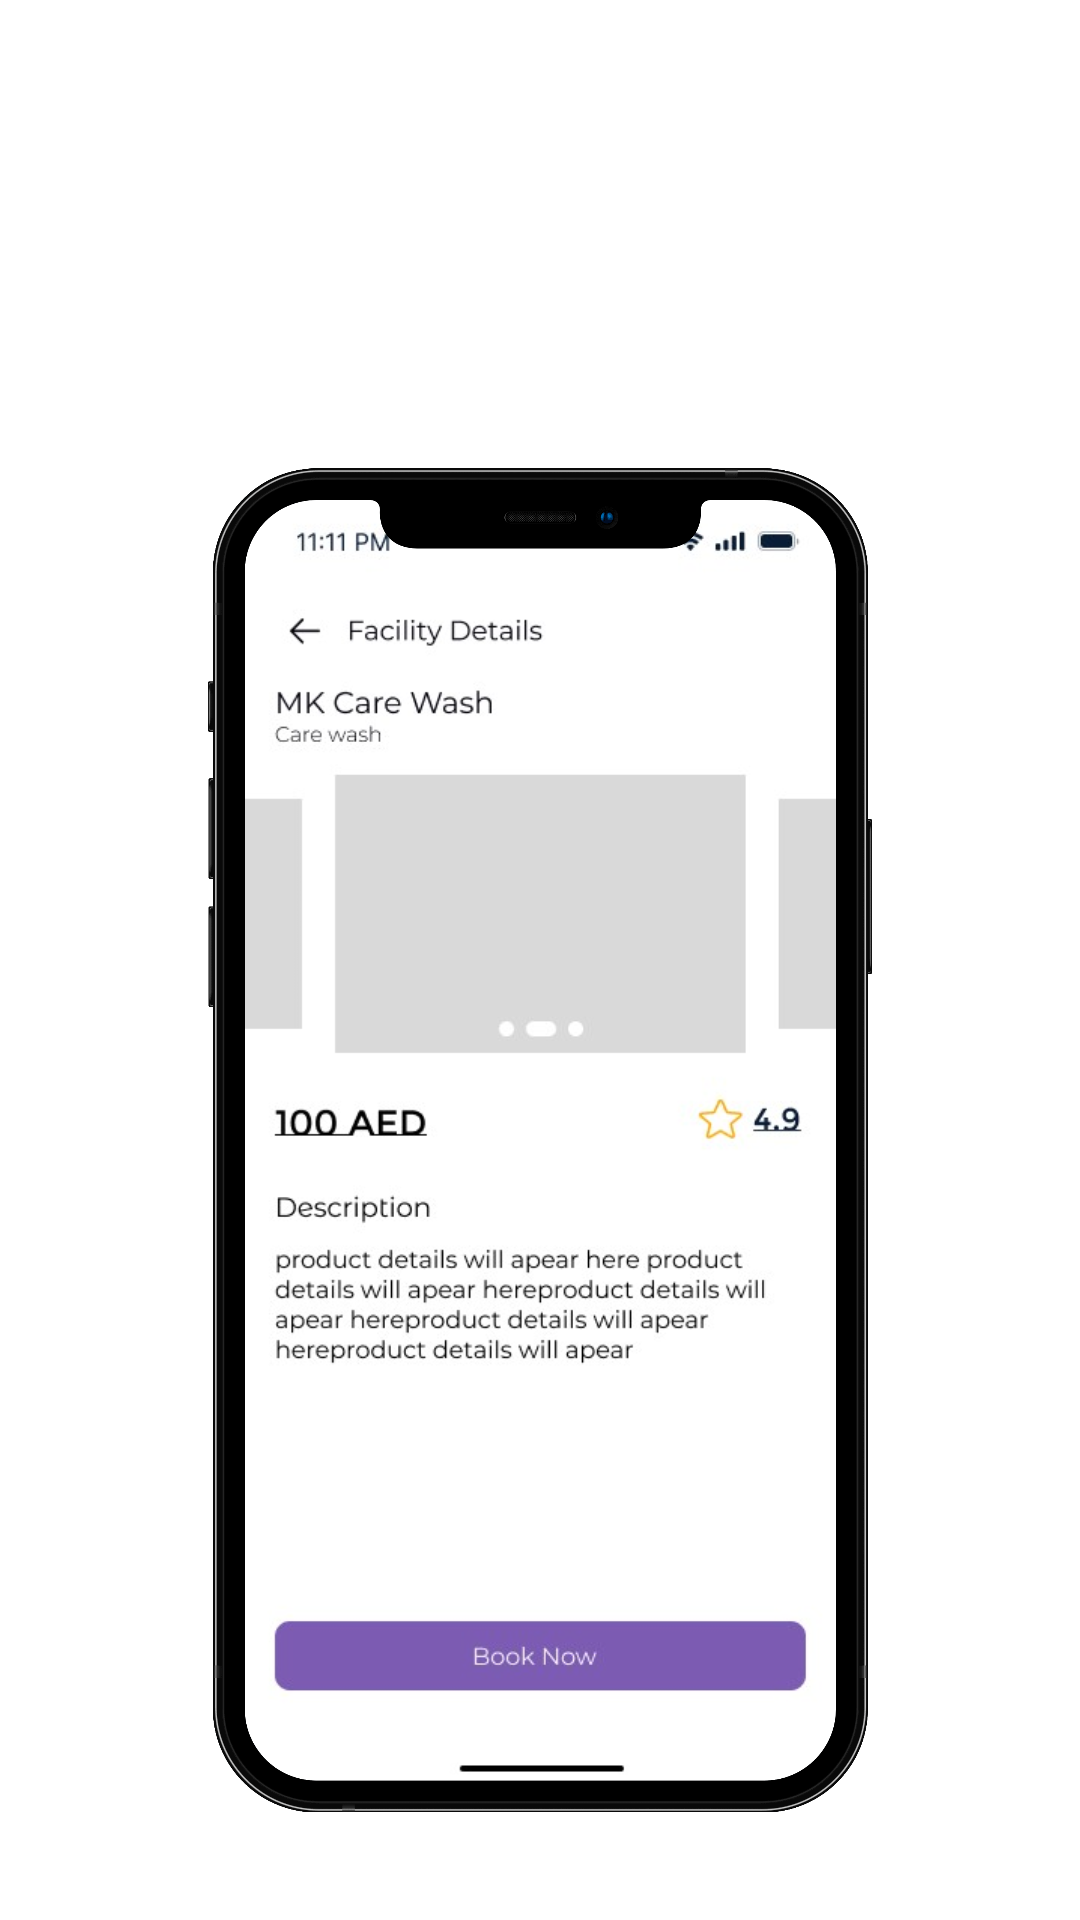 11:11 PM
Facility Details
MK Care Wash
Care wash
100 AED
4.9
Description
product details will apear here product
details will apear hereproduct details will
apear hereproduct details will apear
hereproduct details will apear
Book Now